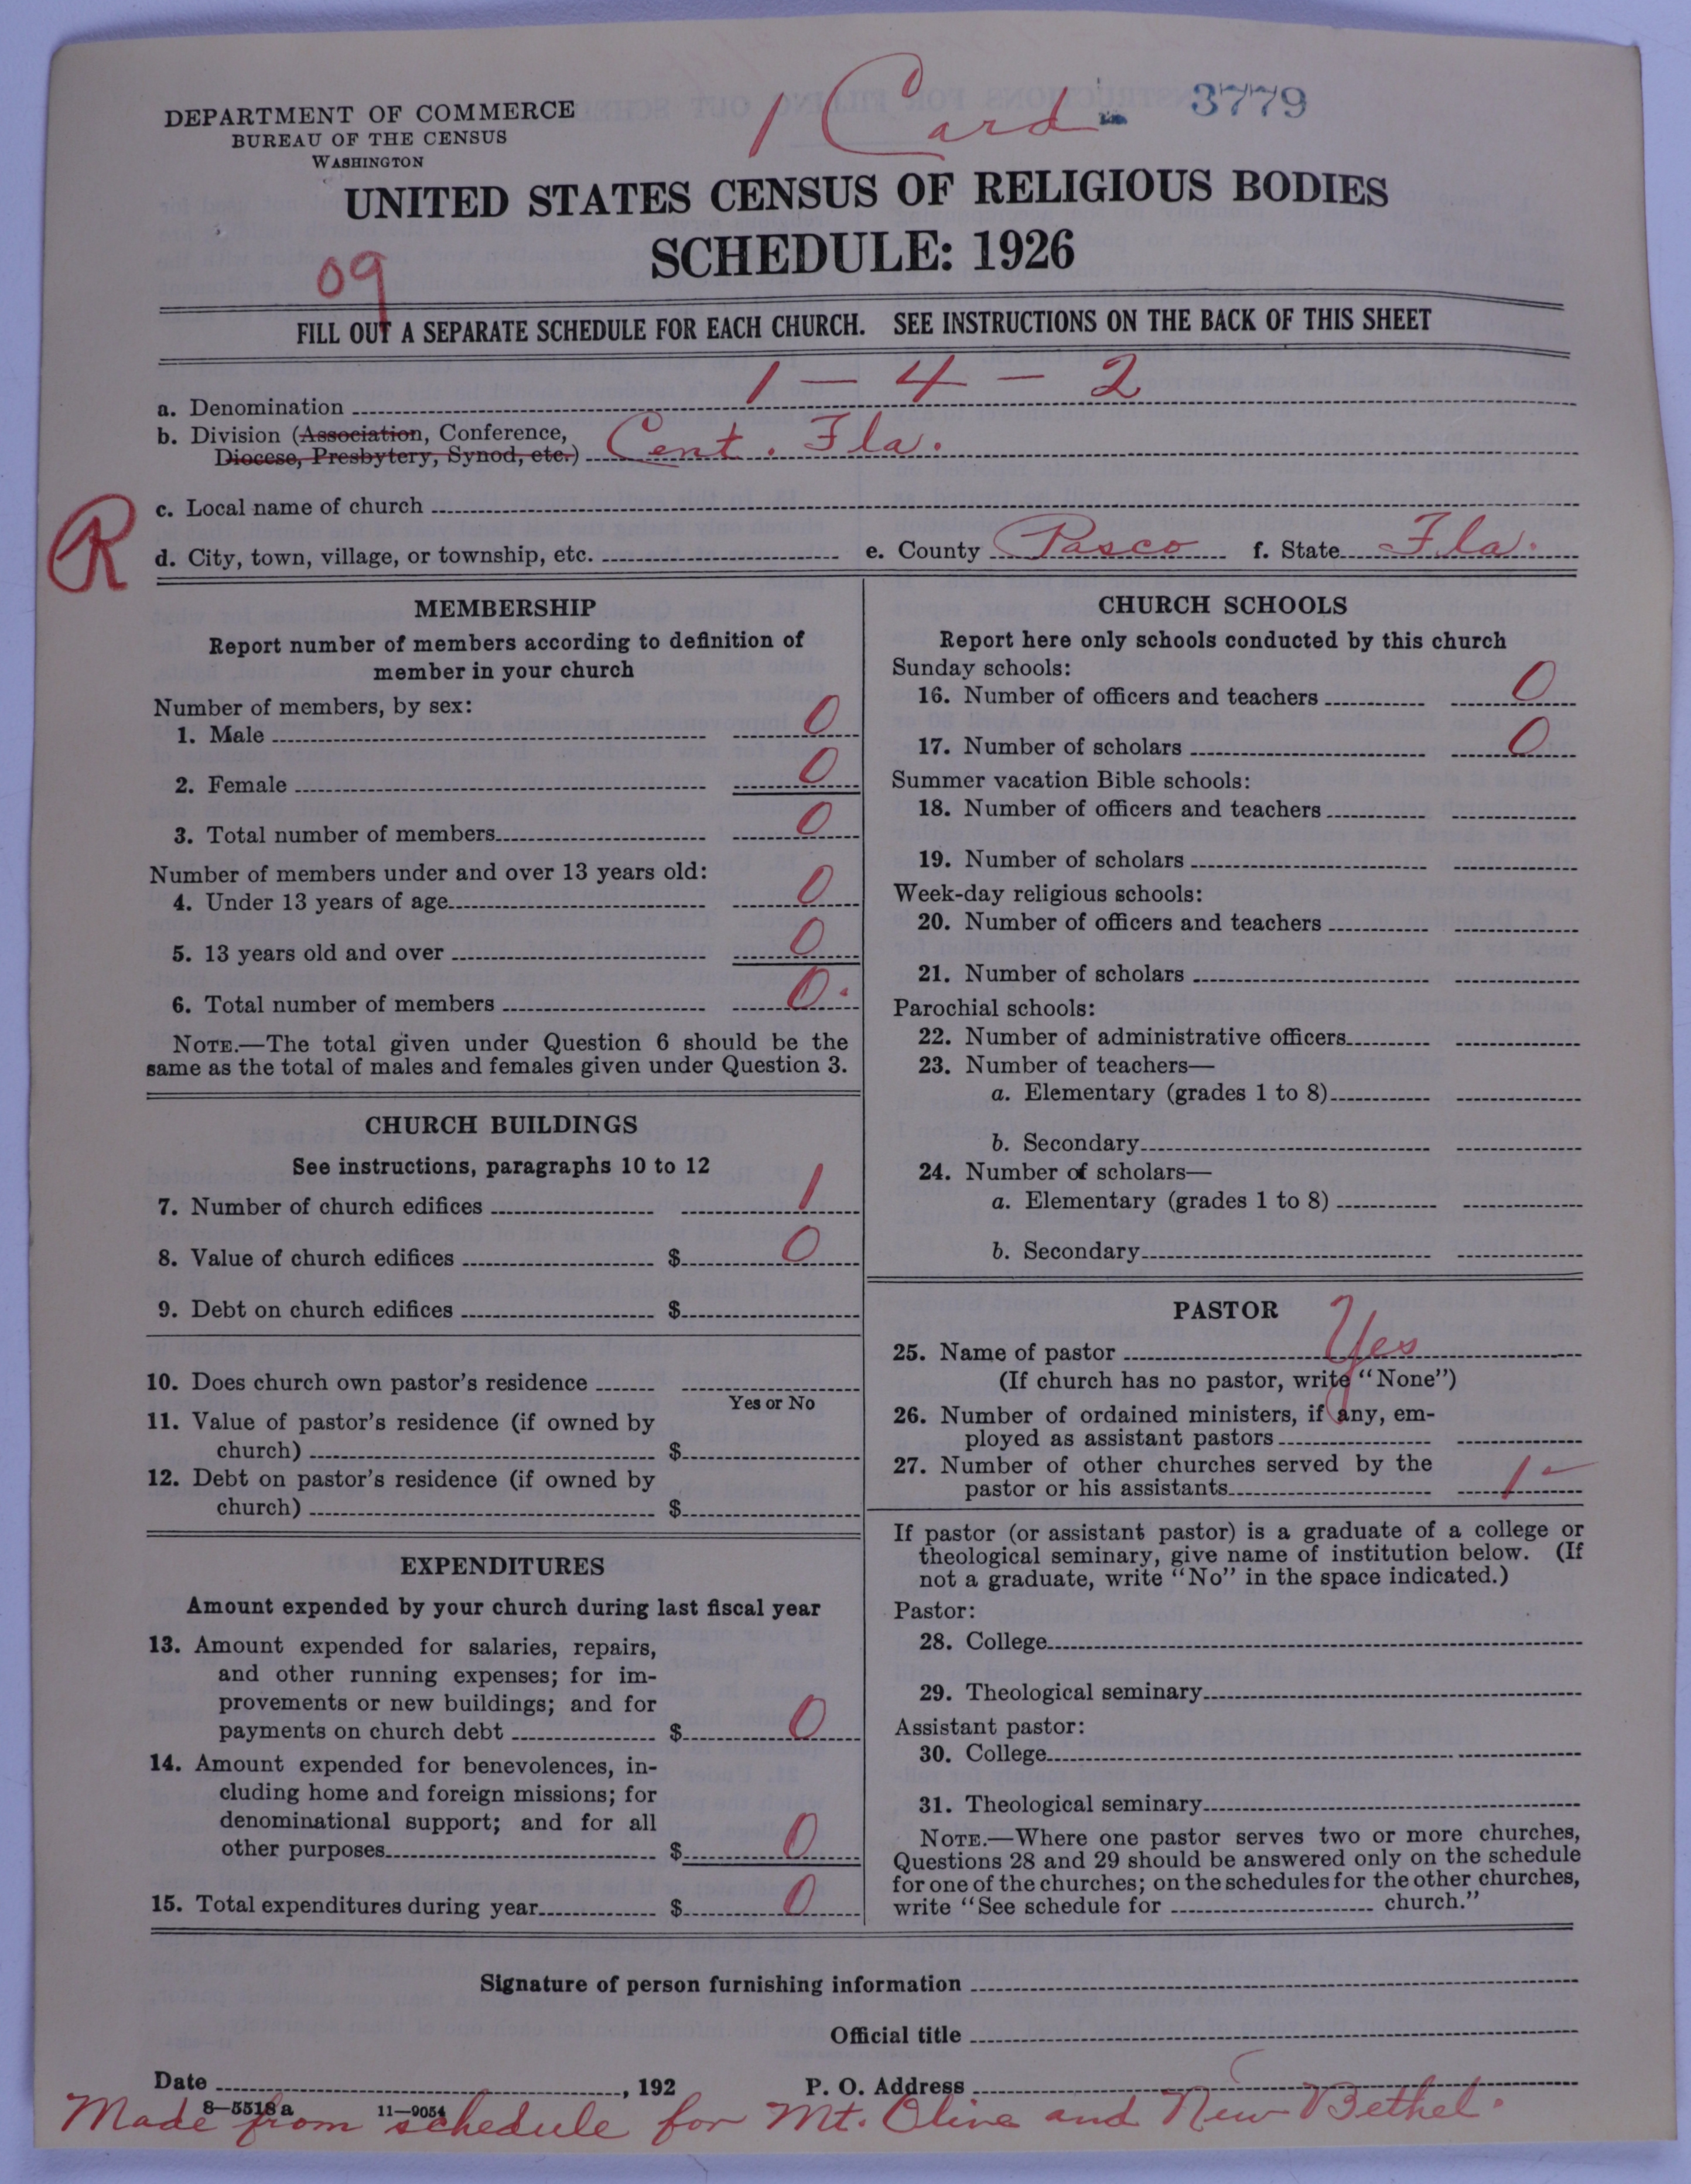 1 Card 3779
DEPARTMENT OF COMMERCE
BUREAU OF THE CENSUS
WASHINGTON
UNITED STATES CENSUS OF RELIGIOUS BODIES
SCHEDULE: 1926
09
FILL OUT A SEPARATE SCHEDULE FOR EACH CHURCH. SEE INSTRUCTIONS ON THE BACK OF THIS SHEET
a. Denomination 1 - 4 - 2
b. Division (Association, Conference,
Diocese, Presbytery, Synod, etc.) Cent. Fla.
c. Local name of church
R
d. City, town, village, or township, etc. e. County Pasco f. State Fla.
MEMBERSHIP
Report number of members according to definition of
member in your church
Number of members, by sex:
1. Male 0
2. Female 0
3. Total number of members 0
Number of members under and over 13 years old:
4. Under 13 years of age 0
5. 13 years old and over 0
6. Total number of members 0.
NOTE.—The total given under Question 6 should be the
same as the total of males and females given under Question 3.
CHURCH BUILDINGS
See instructions, paragraphs 10 to 12
7. Number of church edifices 1
8. Value of church edifices $ 0
9. Debt on church edifices $
10. Does church own pastor's residence
Yes or No
11. Value of pastor's residence (if owned by
church) $
12. Debt on pastor's residence (if owned by
church) $
EXPENDITURES
Amount expended by your church during last fiscal year
13. Amount expended for salaries, repairs,
and other running expenses; for im-
provements or new buildings; and for
payments on church debt $ 0
14. Amount expended for benevolences, in-
cluding home and foreign missions; for
denominational support; and for all
other purposes $ 0
15. Total expenditures during year $ 0
CHURCH SCHOOLS
Report here only schools conducted by this church
Sunday schools:
16. Number of officers and teachers 0
17. Number of scholars 0
Summer vacation Bible schools:
18. Number of officers and teachers
19. Number of scholars
Week-day religious schools:
20. Number of officers and teachers
21. Number of scholars
Parochial schools:
22. Number of administrative officers
23. Number of teachers—
a. Elementary (grades 1 to 8)
b. Secondary
24. Number of scholars—
a. Elementary (grades 1 to 8)
b. Secondary
PASTOR
25. Name of pastor Yes
(If church has no pastor, write "None")
26. Number of ordained ministers, if any, em-
ployed as assistant pastors
27. Number of other churches served by the
pastor or his assistants 1 -
If pastor (or assistant pastor) is a graduate of a college or
theological seminary, give name of institution below. (If
not a graduate, write "No" in the space indicated.)
Pastor:
28. College
29. Theological seminary
Assistant pastor:
30. College
31. Theological seminary
NOTE.—Where one pastor serves two or more churches,
Questions 28 and 29 should be answered only on the schedule
for one of the churches; on the schedules for the other churches,
write "See schedule for church."
Signature of person furnishing information
Official title
Date , 192 P. O. Address
8—5518 a 11—9054
Made from schedule for Mt. Olive and New Bethel.